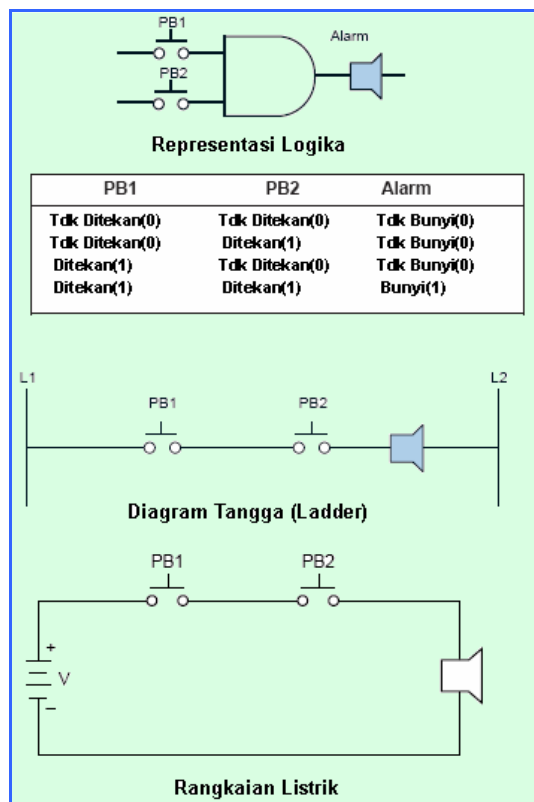 PB1
Alarm
PB2
Representasi Logika
PB1 PB2 Alarm
Tdk Ditekan(0) Tdk Ditekan(0) Tdk Bunyi(0)
Tdk Ditekan(0) Ditekan(1) Tdk Bunyi(0)
Ditekan(1) Tdk Ditekan(0) Tdk Bunyi(0)
Ditekan(1) Ditekan(1) Bunyi(1)
L1 L2
PB1 PB2
Diagram Tangga (Ladder)
PB1 PB2
+
V
–
Rangkaian Listrik